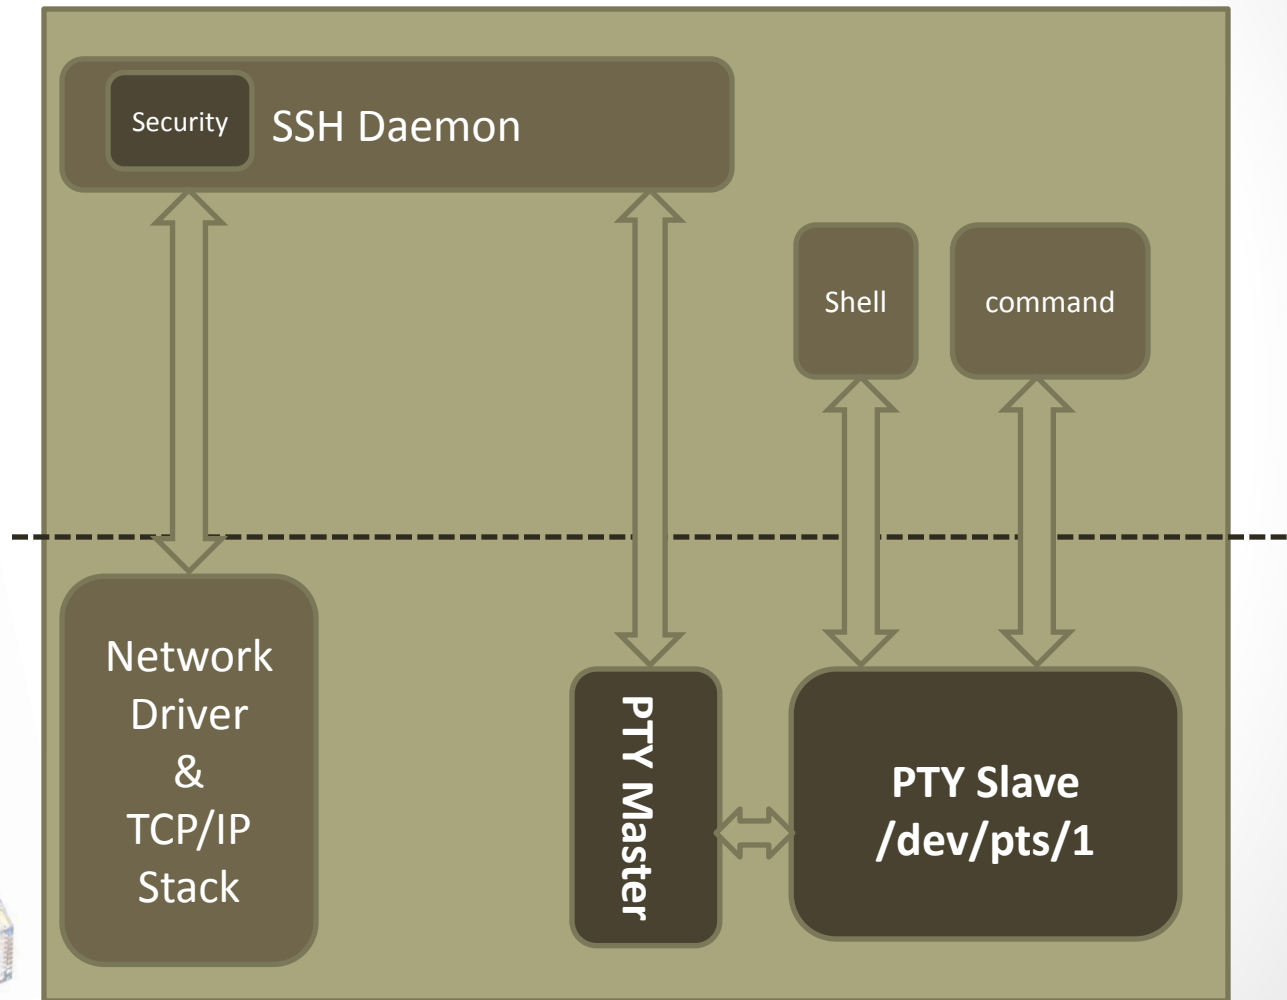 Security
SSH Daemon
Shell
command
Network
Driver
&
TCP/IP
Stack
PTY Master
PTY Slave
/dev/pts/1